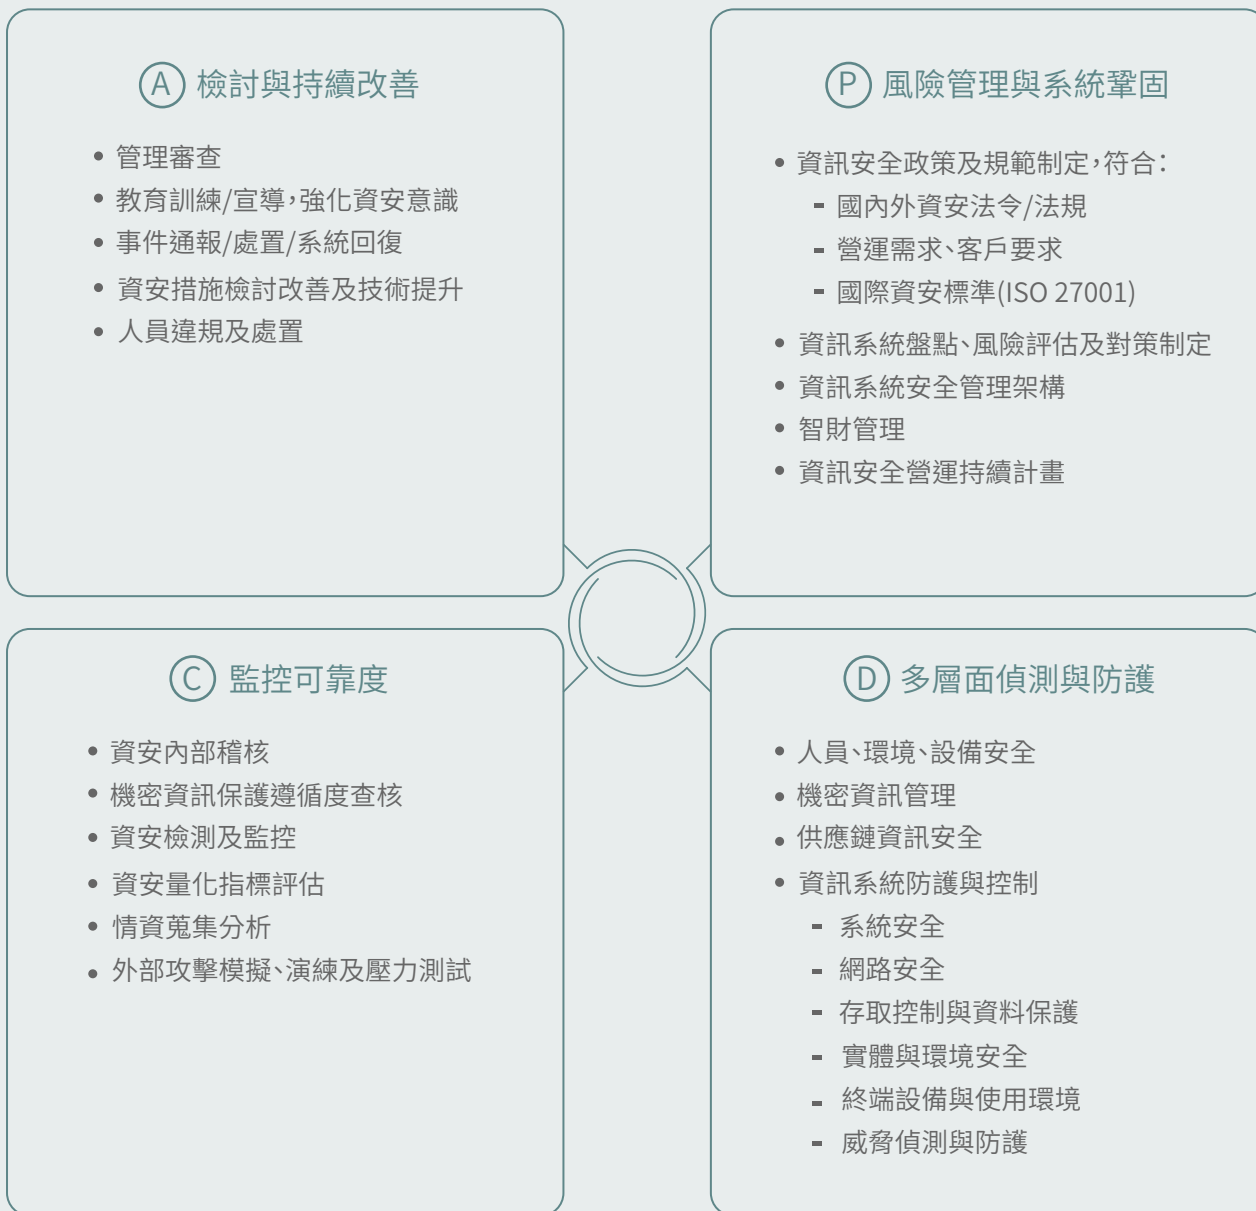 A 檢討與持續改善
• 管理審查
• 教育訓練/宣導,強化資安意識
• 事件通報/處置/系統回復
• 資安措施檢討改善及技術提升
• 人員違規及處置
P 風險管理與系統鞏固
• 資訊安全政策及規範制定,符合:
- 國內外資安法令/法規
- 營運需求、客戶要求
- 國際資安標準(ISO 27001)
• 資訊系統盤點、風險評估及對策制定
• 資訊系統安全管理架構
• 智財管理
• 資訊安全營運持續計畫
C 監控可靠度
• 資安內部稽核
• 機密資訊保護遵循度查核
• 資安檢測及監控
• 資安量化指標評估
• 情資蒐集分析
• 外部攻擊模擬、演練及壓力測試
D 多層面偵測與防護
• 人員、環境、設備安全
• 機密資訊管理
• 供應鏈資訊安全
• 資訊系統防護與控制
- 系統安全
- 網路安全
- 存取控制與資料保護
- 實體與環境安全
- 終端設備與使用環境
- 威脅偵測與防護